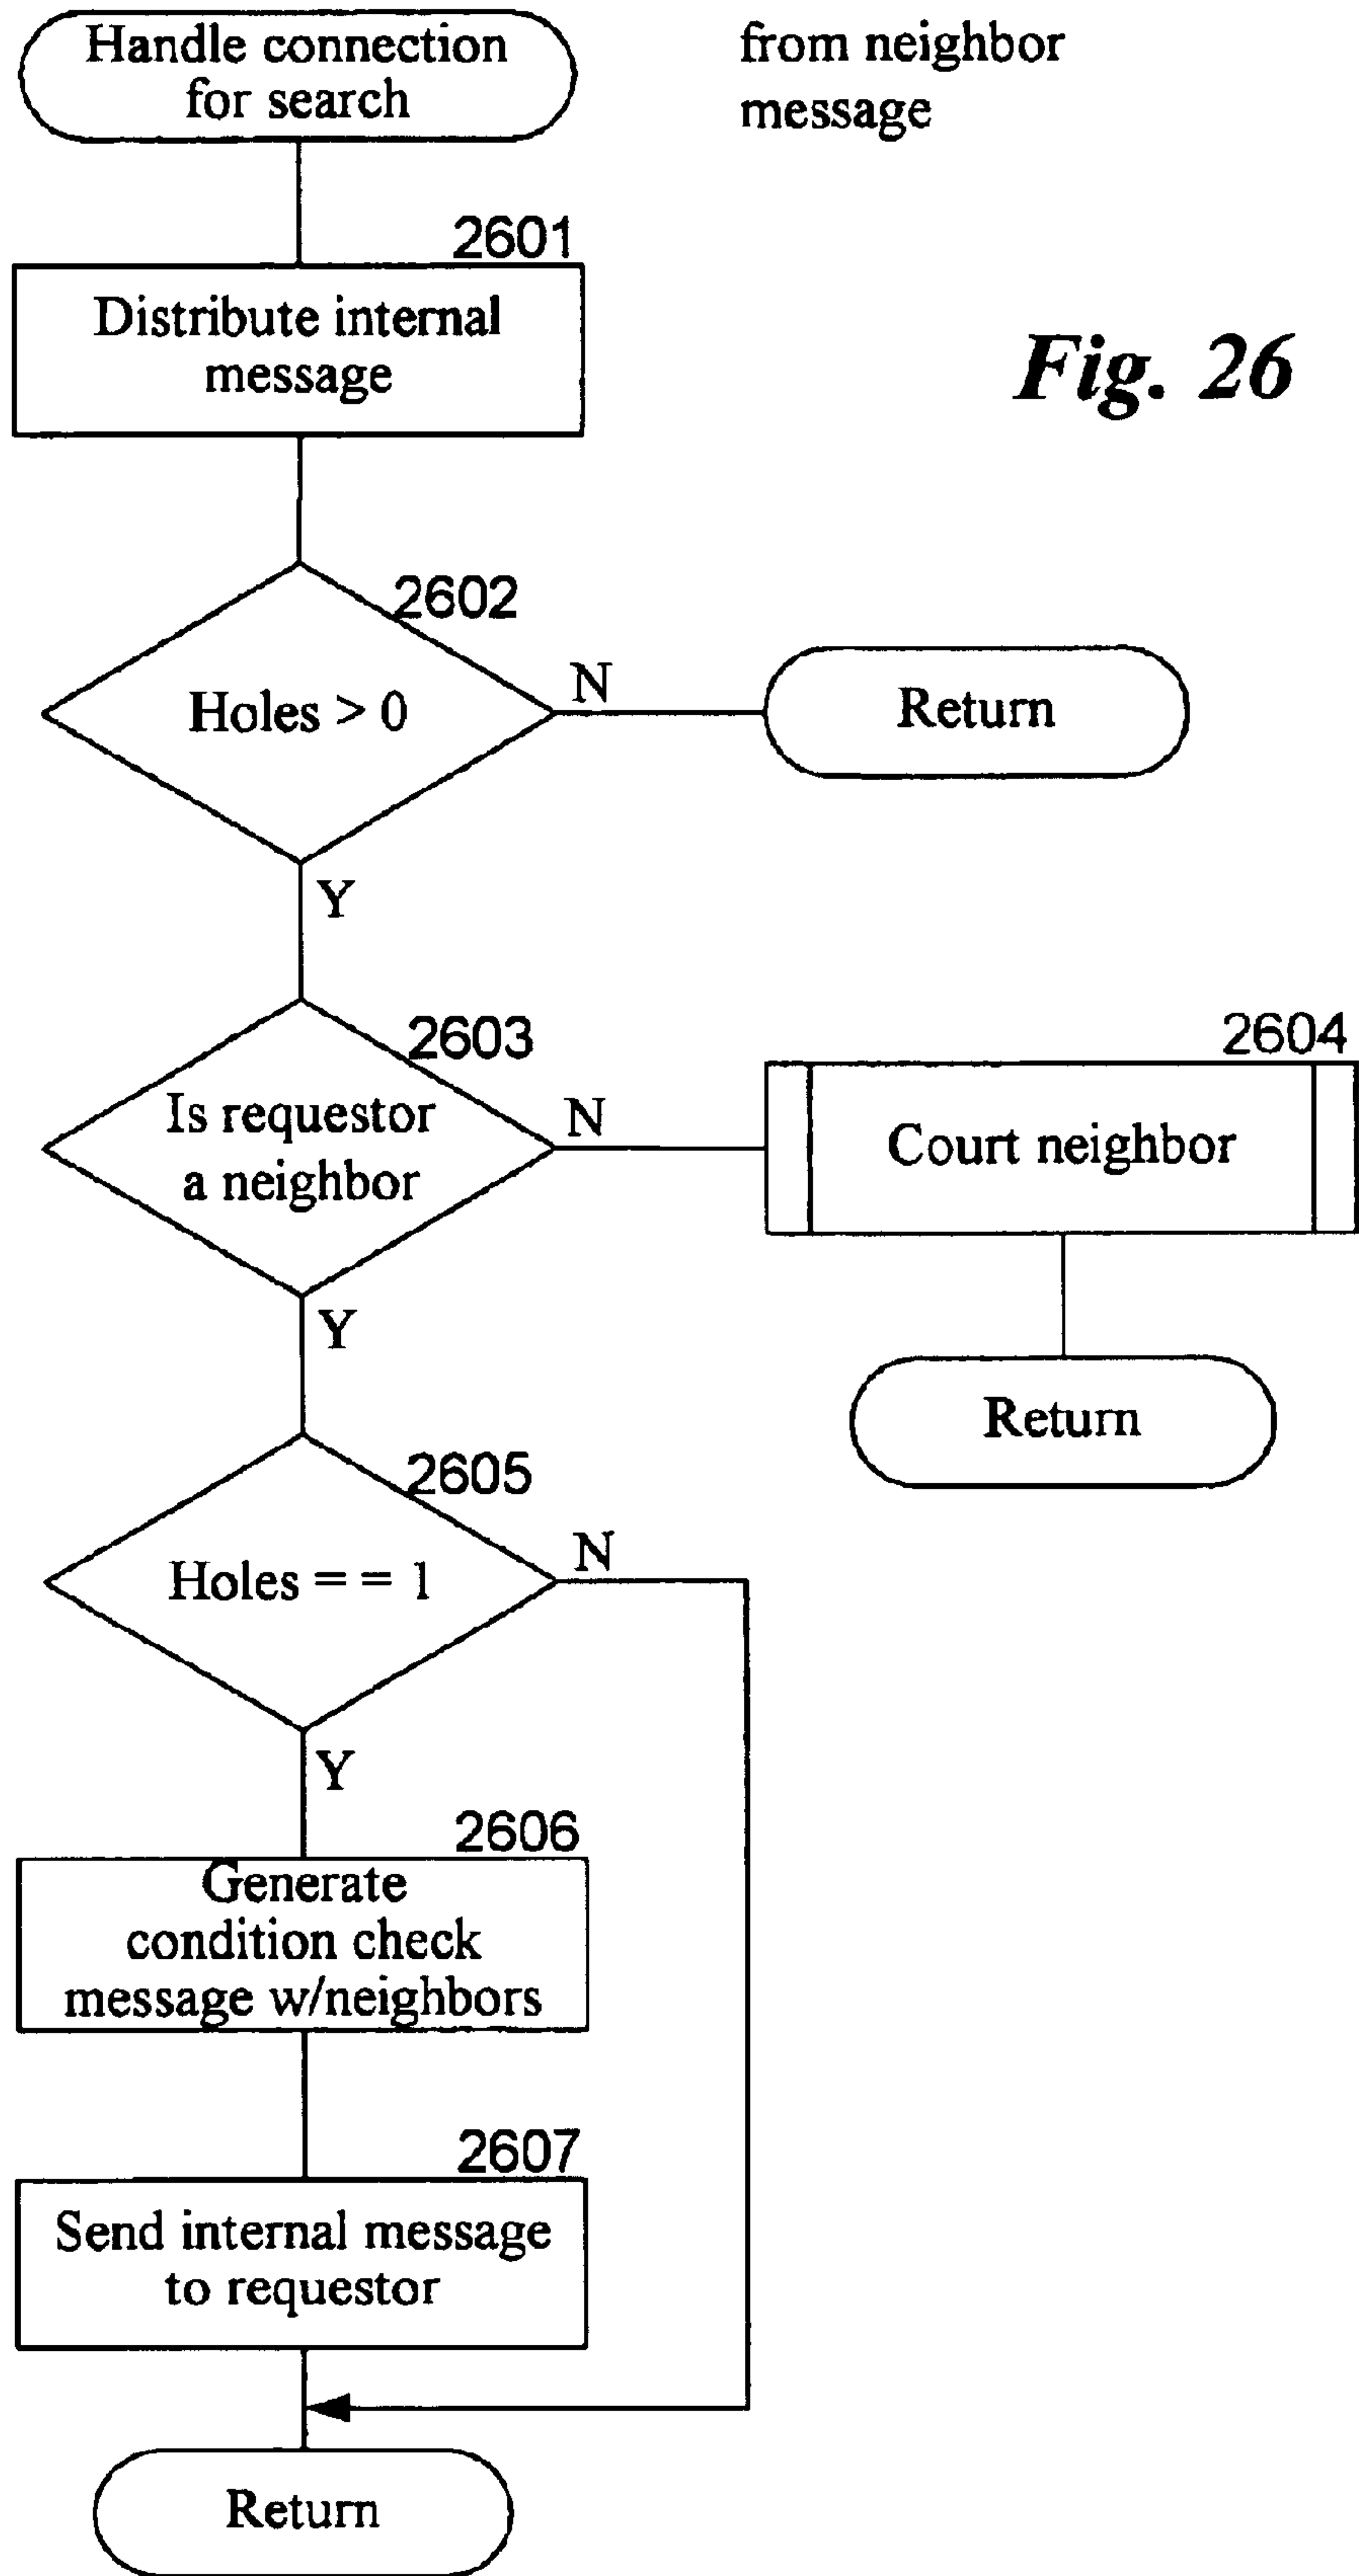 Handle connection
for search
from neighbor
message
2601
Distribute internal
message
Fig. 26
2602
Holes > 0
N
Return
Y
2603
Is requestor
a neighbor
N
2604
Court neighbor
Y
Return
2605
Holes = = 1
N
Y
2606
Generate
condition check
message w/neighbors
2607
Send internal message
to requestor
Return